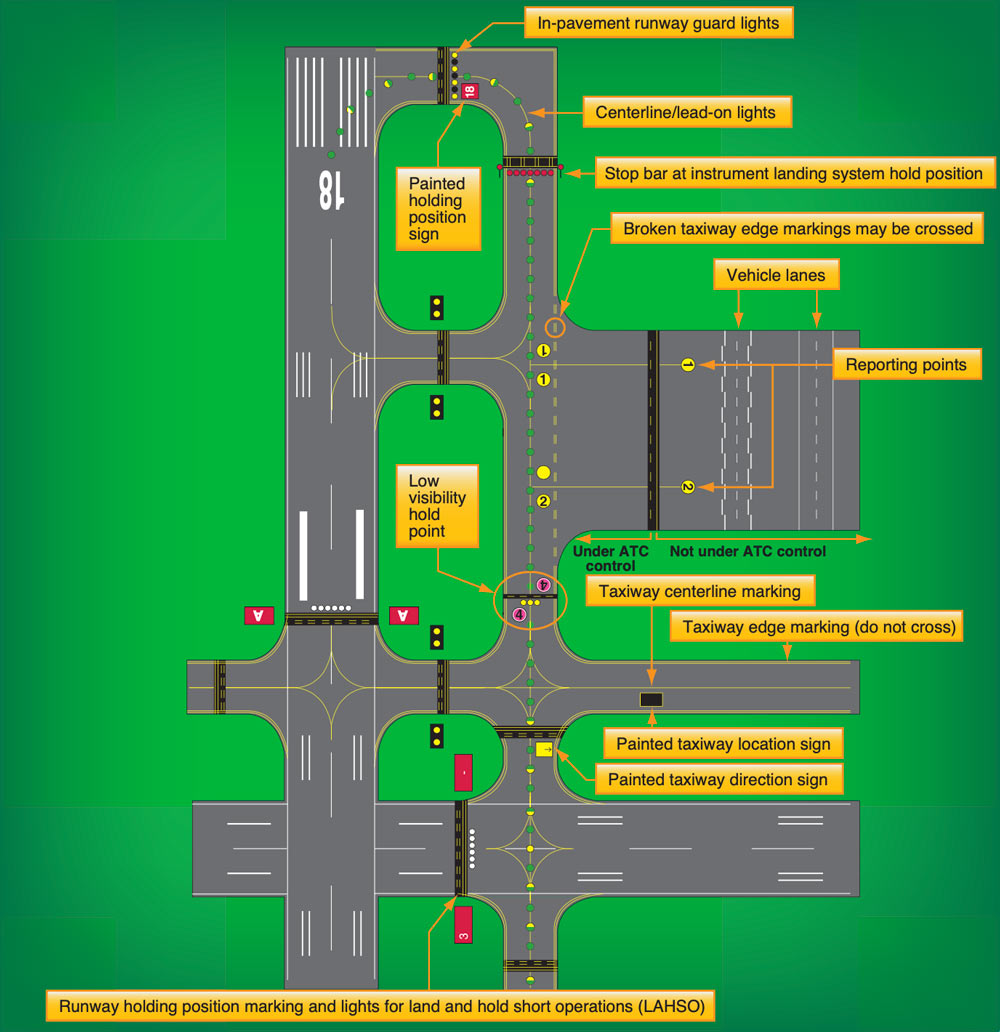 In-pavement runway guard lights
18
Centerline/lead-on lights
Stop bar at instrument landing system hold position
Painted
holding
position
sign
18
Broken taxiway edge markings may be crossed
Vehicle lanes
1
1
1
Reporting points
Low
visibility
hold
point
2
2
Under ATC
control
Not under ATC control
4
4
Taxiway centerline marking
A
A
Taxiway edge marking (do not cross)
Painted taxiway location sign
Painted taxiway direction sign
3
Runway holding position marking and lights for land and hold short operations (LAHSO)